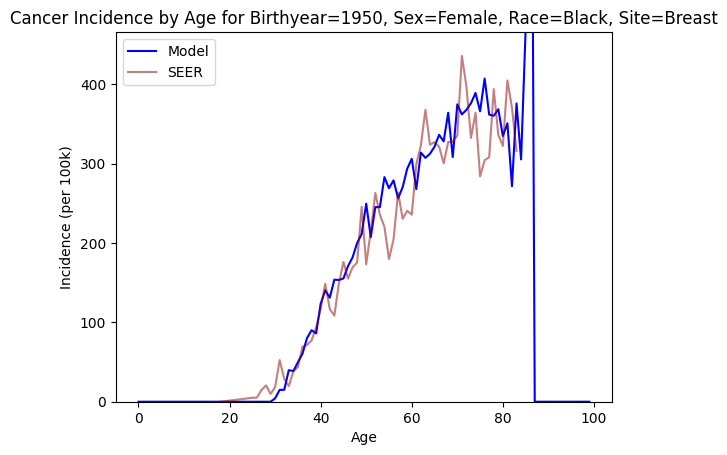 Cancer Incidence by Age for Birthyear=1950, Sex=Female, Race=Black, Site=Breast
Model
SEER
400
300
200
100
0
Incidence (per 100k)
0 20 40 60 80 100
Age